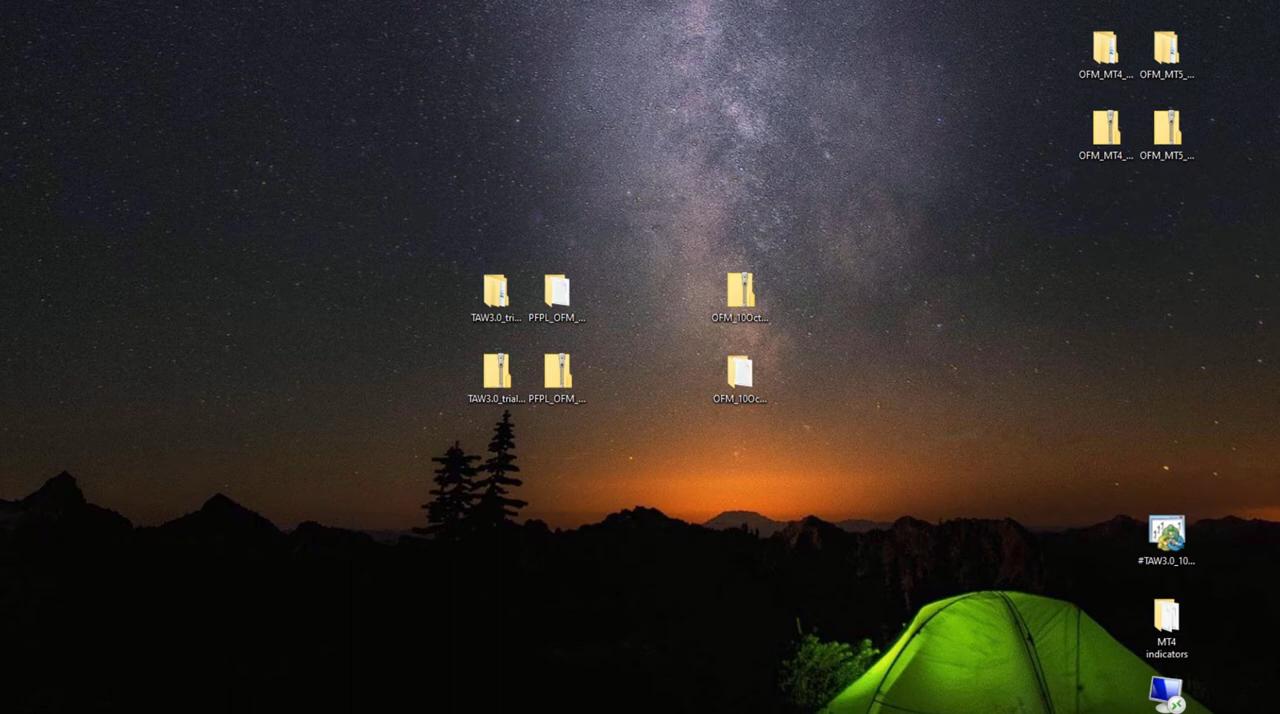 OFM_MT4_... OFM_MT5_...
OFM_MT4_... OFM_MT5_...
TAW3.0_tri... PFPL_OFM_... OFM_10Oct...
TAW3.0_trial... PFPL_OFM_... OFM_10Oc...
#TAW3.0_10...
MT4
indicators